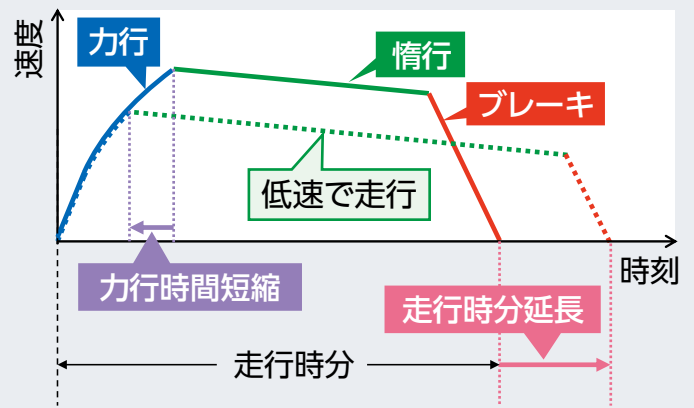 速度
力行
惰行
ブレーキ
低速で走行
力行時間短縮
時刻
走行時分延長
走行時分